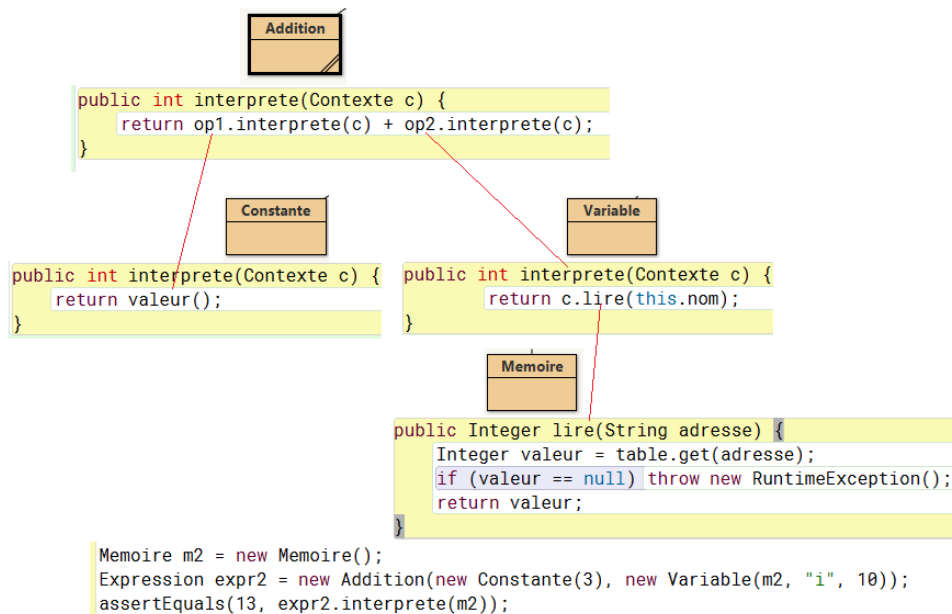 Addition
public int interprete(Contexte c) {
return op1.interprete(c) + op2.interprete(c);
}
Constante
public int interprete(Contexte c) {
return valeur();
}
Variable
public int interprete(Contexte c) {
return c.lire(this.nom);
}
Memoire
public Integer lire(String adresse) {
Integer valeur = table.get(adresse);
if (valeur == null) throw new RuntimeException();
return valeur;
}
Memoire m2 = new Memoire();
Expression expr2 = new Addition(new Constante(3), new Variable(m2, "i", 10));
assertEquals(13, expr2.interprete(m2));